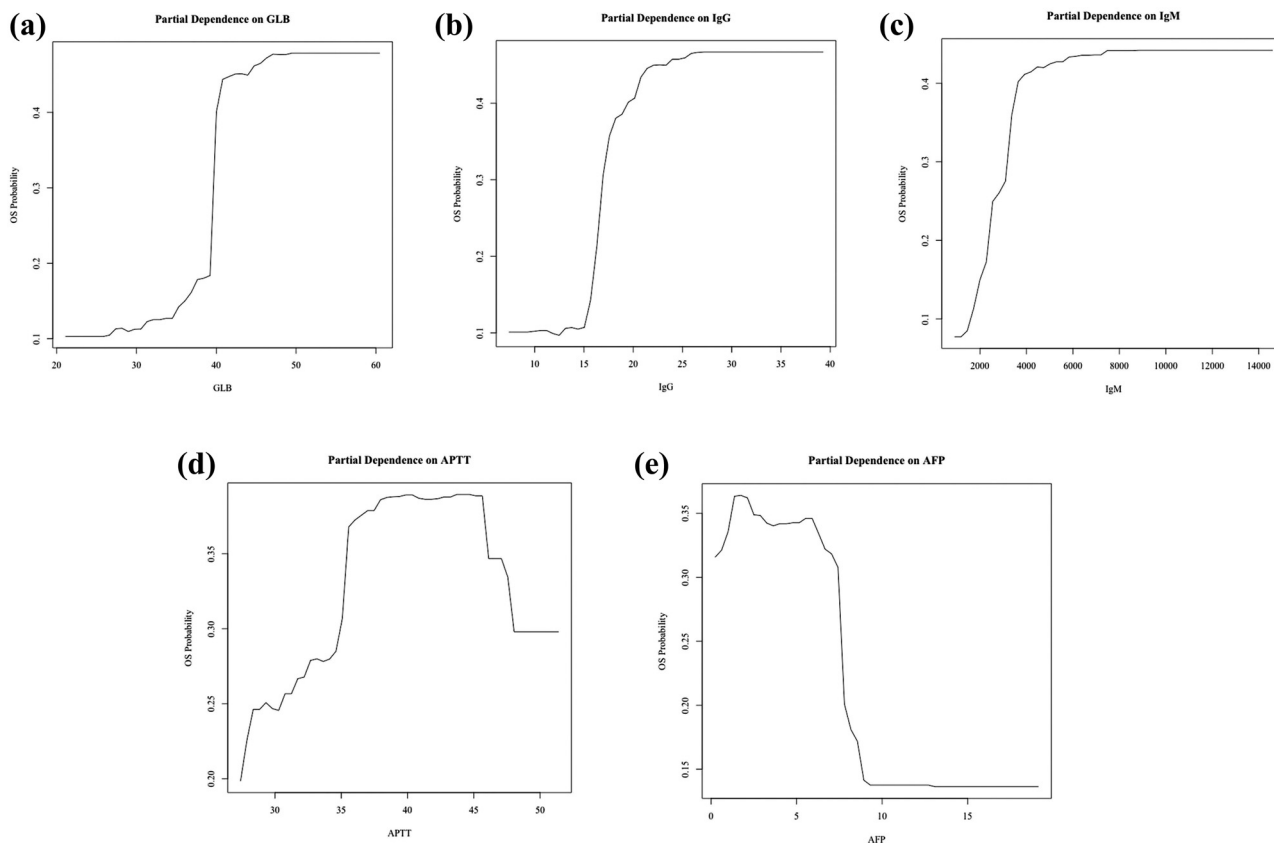 (a)
Partial Dependence on GLB
OS Probability
0.4
0.3
0.2
0.1
20 30 40 50 60
GLB
(b)
Partial Dependence on IgG
OS Probability
0.4
0.3
0.2
0.1
10 15 20 25 30 35 40
IgG
(c)
Partial Dependence on IgM
OS Probability
0.4
0.3
0.2
0.1
2000 4000 6000 8000 10000 12000 14000
IgM
(d)
Partial Dependence on APTT
OS Probability
0.35
0.30
0.25
0.20
30 35 40 45 50
APTT
(e)
Partial Dependence on AFP
OS Probability
0.35
0.30
0.25
0.20
0.15
0 5 10 15
AFP